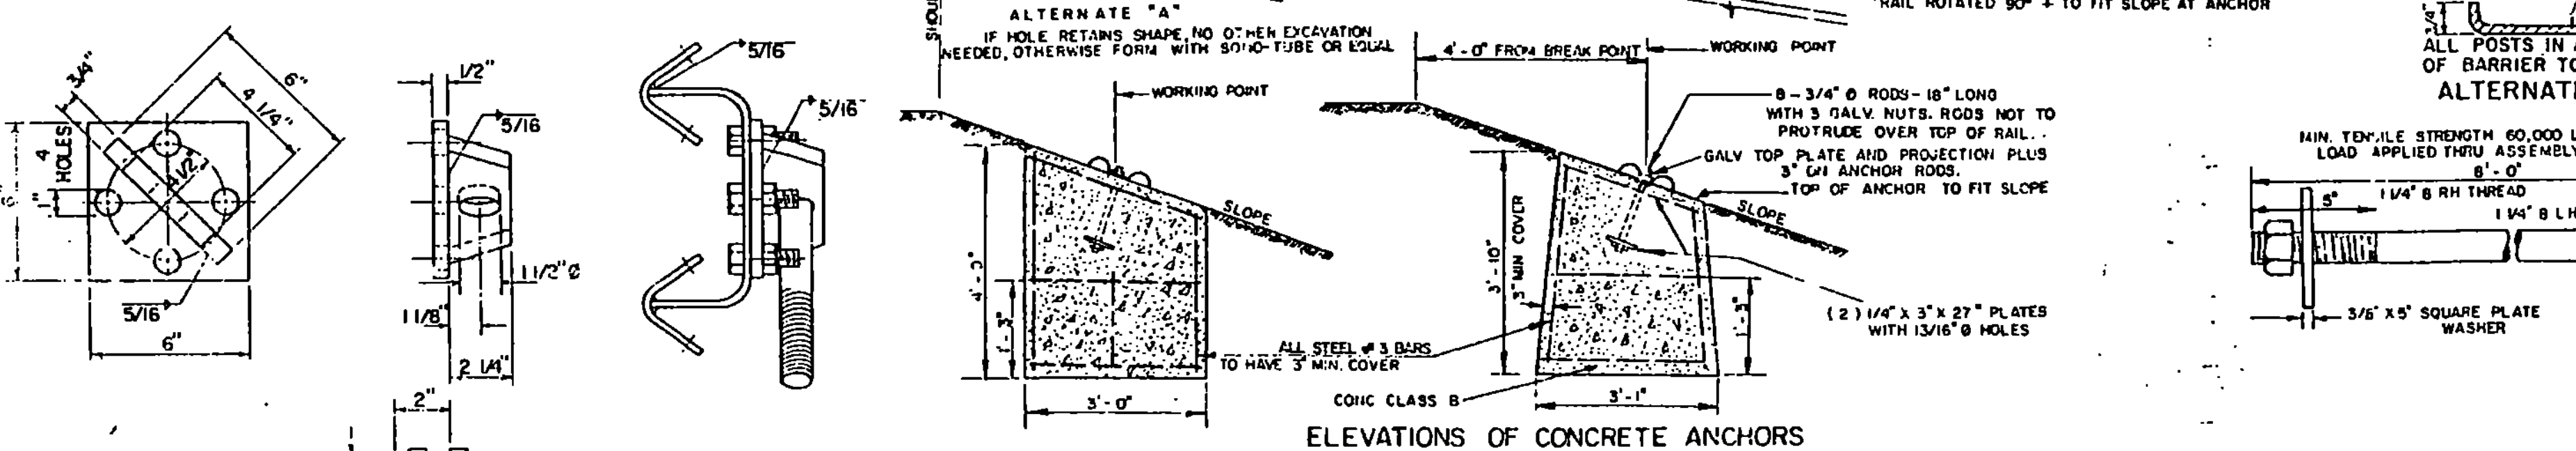 ALTERNATE "A"
IF HOLE RETAINS SHAPE, NO OTHER EXCAVATION
NEEDED, OTHERWISE FORM WITH SONO-TUBE OR EQUAL
RAIL ROTATED 90° ± TO FIT SLOPE AT ANCHOR
3/4"
6"
4 1/4"
4
HOLES
1"
4 1/2"
5/16
6"
1/2"
5/16
1 1/2" Ø
1 1/8"
2 1/4"
2"
5/16
5/16
WORKING POINT
SLOPE
4'-0"
1'-3"
3'-0"
ALL STEEL # 3 BARS
TO HAVE 3" MIN. COVER
CONC CLASS B
4'-0" FROM BREAK POINT
WORKING POINT
8-3/4" Ø RODS-18" LONG
WITH 3 GALV. NUTS. RODS NOT TO
PROTRUDE OVER TOP OF RAIL.
GALV TOP PLATE AND PROJECTION PLUS
3" ON ANCHOR RODS.
TOP OF ANCHOR TO FIT SLOPE
SLOPE
3'-10"
3" MIN COVER
1'-3"
3'-1"
(2) 1/4" X 3" X 27" PLATES
WITH 13/16" Ø HOLES
ELEVATIONS OF CONCRETE ANCHORS
ALL POSTS IN
OF BARRIER TO
ALTERNATE
MIN. TENSILE STRENGTH 60,000
LOAD APPLIED THRU ASSEMBLY
8'-0"
1 1/4" 8 RH THREAD
5"
1 1/4" 8 LH
3/8" X5" SQUARE PLATE
WASHER